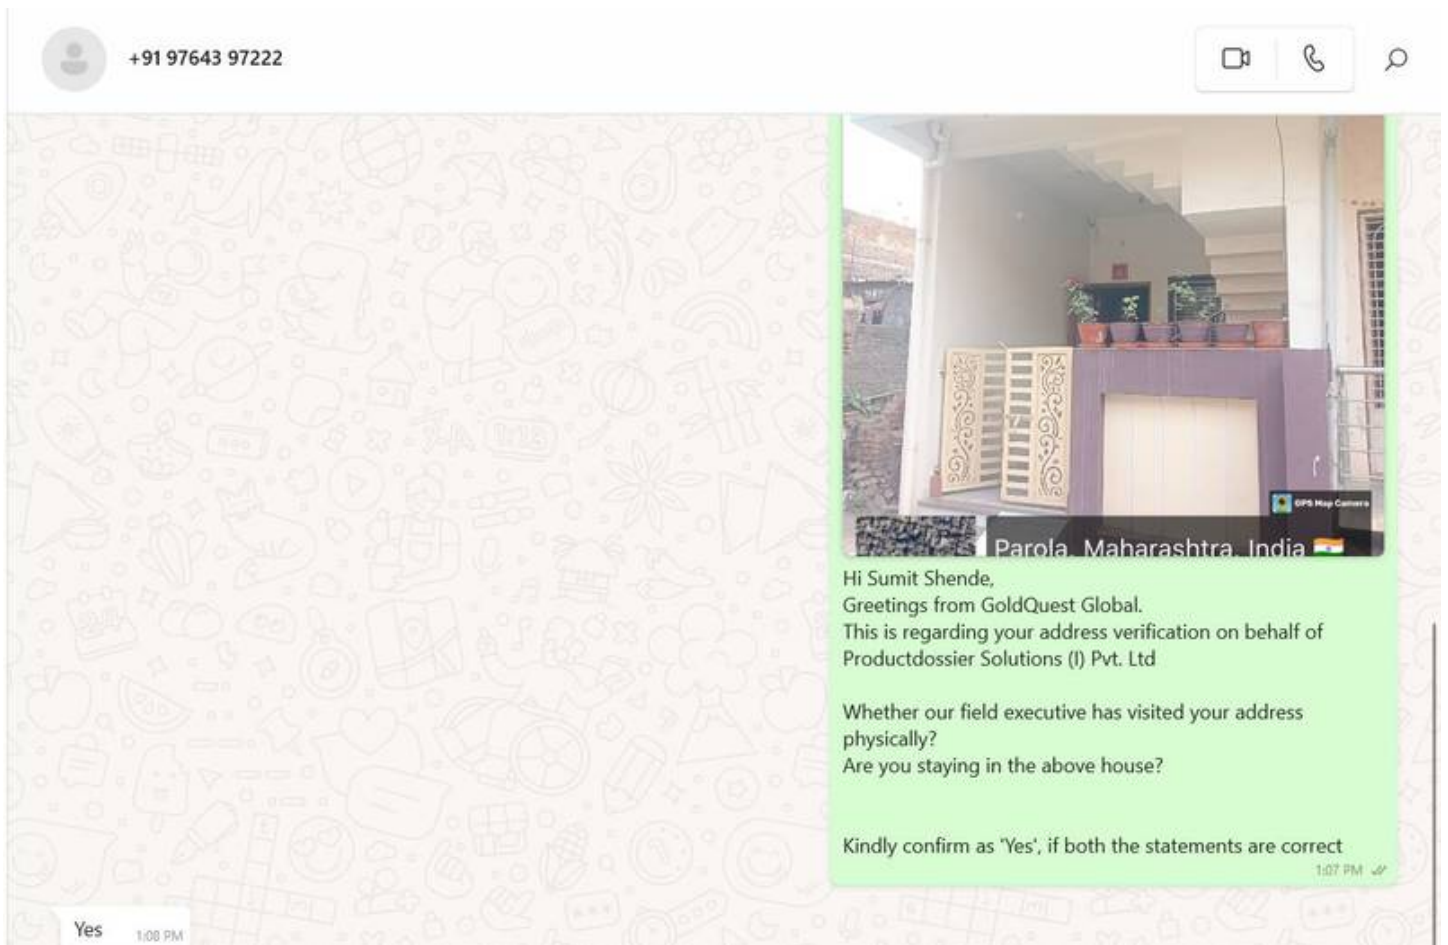 +91 97643 97222
GPS Map Camera
Parola, Maharashtra, India
Hi Sumit Shende,
Greetings from GoldQuest Global.
This is regarding your address verification on behalf of
Productdossier Solutions (I) Pvt. Ltd
Whether our field executive has visited your address
physically?
Are you staying in the above house?
Kindly confirm as 'Yes', if both the statements are correct
1:07 PM
Yes
1:08 PM